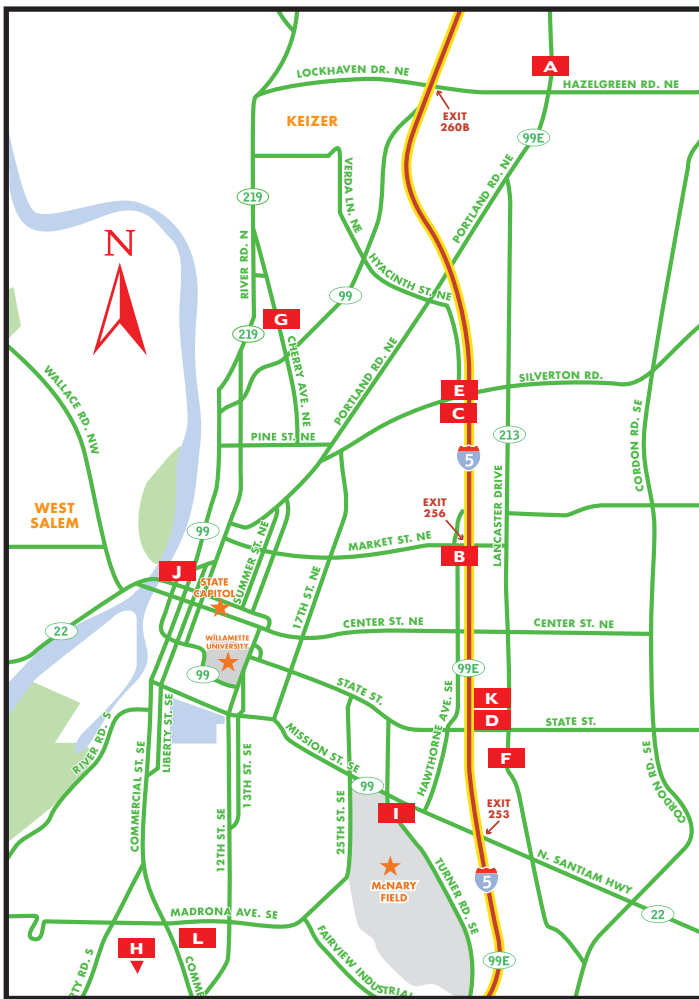 LOCKHAVEN DR. NE
A
HAZELGREEN RD. NE
EXIT
260B
KEIZER
99E
VERDA LN. NE
PORTLAND RD. NE
219
RIVER RD. N
N
HYACINTH ST. NE
99
G
219
CHERRY AVE. NE
PORTLAND RD. NE
WALLACE RD. NW
SILVERTON RD.
E
C
CORDON RD. SE
PINE ST. NE
213
5
LANCASTER DRIVE
EXIT
256
WEST
SALEM
99
SUMMER ST. NE
MARKET ST. NE
B
J
STATE
CAPITOL
17TH ST. NE
CENTER ST. NE
CENTER ST. NE
22
WILLAMETTE
UNIVERSITY
99
99E
STATE ST.
K
D
STATE ST.
HAWTHORNE AVE. SE
RIVER RD. S
LIBERTY ST. SE
MISSION ST. SE
F
COMMERCIAL ST. SE
13TH ST. SE
12TH ST. SE
25TH ST. SE
99
I
EXIT
253
CORDON RD. SE
N. SANTIAM HWY
McNARY
FIELD
TURNER RD. SE
5
22
MADRONA AVE. SE
H
L
RTY RD. S
COMME
FAIRVIEW INDUSTRIAL
99E